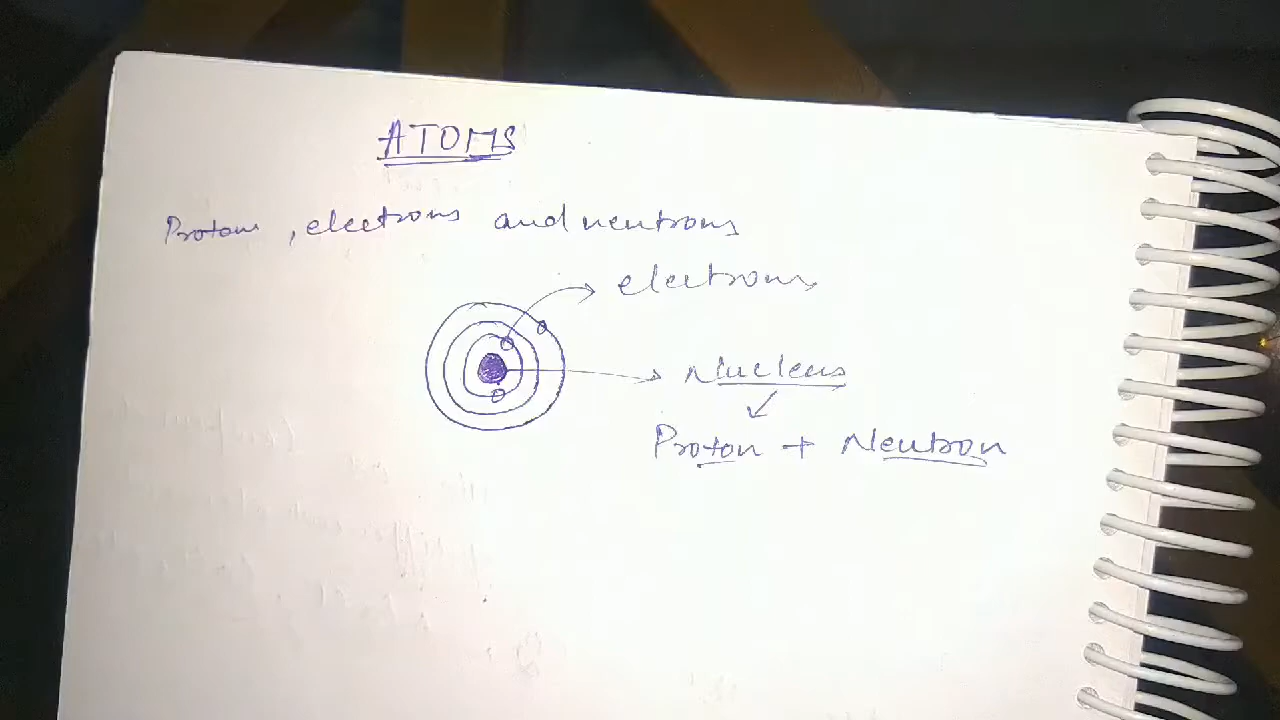 ATOMS
Protons, electrons and neutrons
electrons
Nucleus
Proton + Neutron